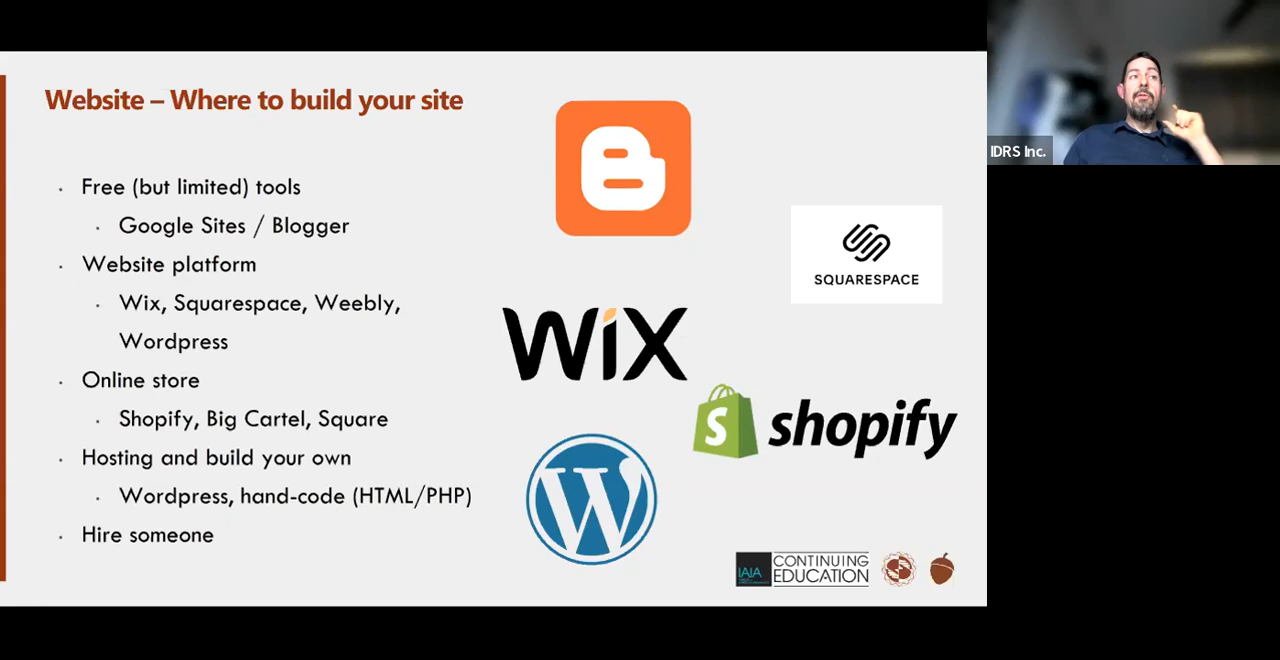 Website – Where to build your site
· Free (but limited) tools
· Google Sites / Blogger
· Website platform
· Wix, Squarespace, Weebly,
Wordpress
· Online store
· Shopify, Big Cartel, Square
· Hosting and build your own
· Wordpress, hand-code (HTML/PHP)
· Hire someone
SQUARESPACE
WiX
S shopify
W
IAIA
CONTINUING
EDUCATION
IDRS Inc.